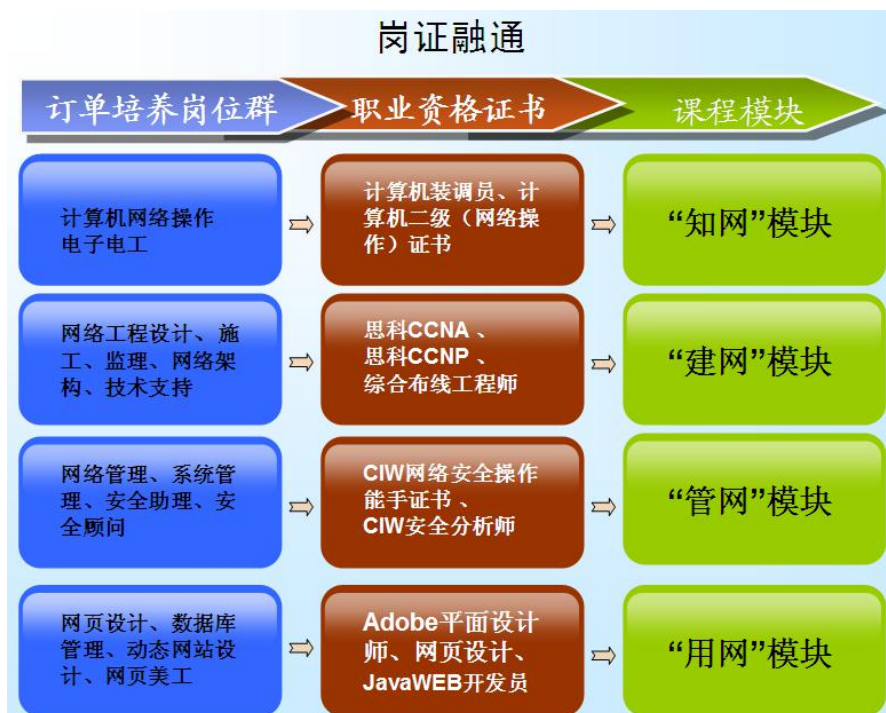 岗证融通
订单培养岗位群
职业资格证书
课程模块
计算机网络操作
电子电工
计算机装调员、计
算机二级（网络操
作）证书
“知网”模块
网络工程设计、施
工、监理、网络架
构、技术支持
思科CCNA 、
思科CCNP 、
综合布线工程师
“建网”模块
网络管理、系统管
理、安全助理、安
全顾问
CIW网络安全操作
能手证书 、
CIW安全分析师
“管网”模块
网页设计、数据库
管理、动态网站设
计、网页美工
Adobe平面设计
师、网页设计、
JavaWEB开发员
“用网”模块